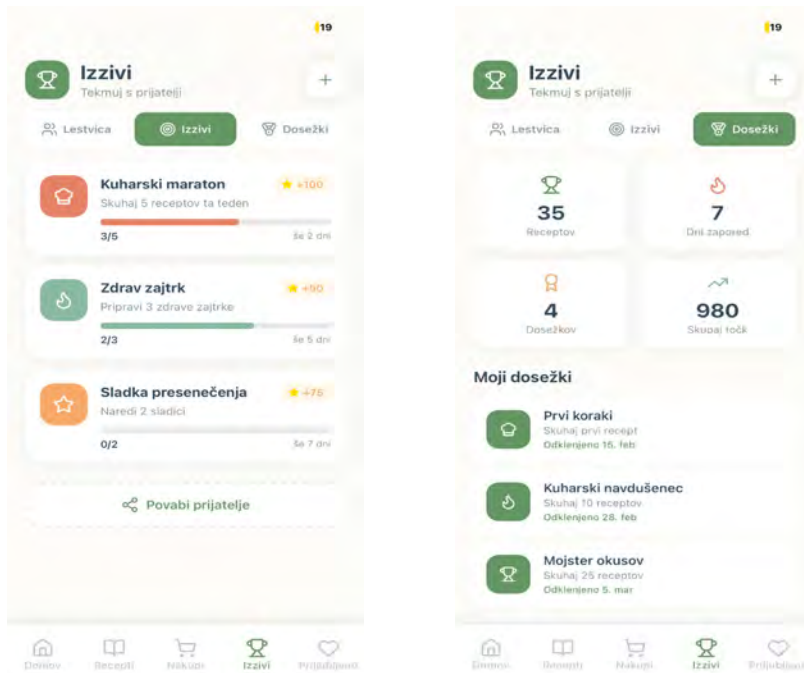 19
Izzivi
Tekmuj s prijatelji
+
Lestvica Izzivi Dosežki
Kuharski maraton
+100
Skuhaj 5 receptov ta teden
3/5 še 2 dni
Zdrav zajtrk
Pripravi 3 zdrave zajtrke
2/3 še 5 dni
Sladka presenečenja
+75
Naredi 2 sladici
0/2 še 7 dni
Povabi prijatelje
Domov Recepti Nakupi Izzivi Priljubljeno
19
Izzivi
Tekmuj s prijatelji
+
Lestvica Izzivi Dosežki
35 7
Receptov Dni zapored
4 980
Dosežkov Skupaj točk
Moji dosežki
Prvi koraki
Skuhaj prvi recept
Odklenjeno 15. feb
Kuharski navdušenec
Skuhaj 10 receptov
Odklenjeno 28. feb
Mojster okusov
Skuhaj 25 receptov
Odklenjeno 5. mar
Domov Recepti Nakupi Izzivi Priljubljeno